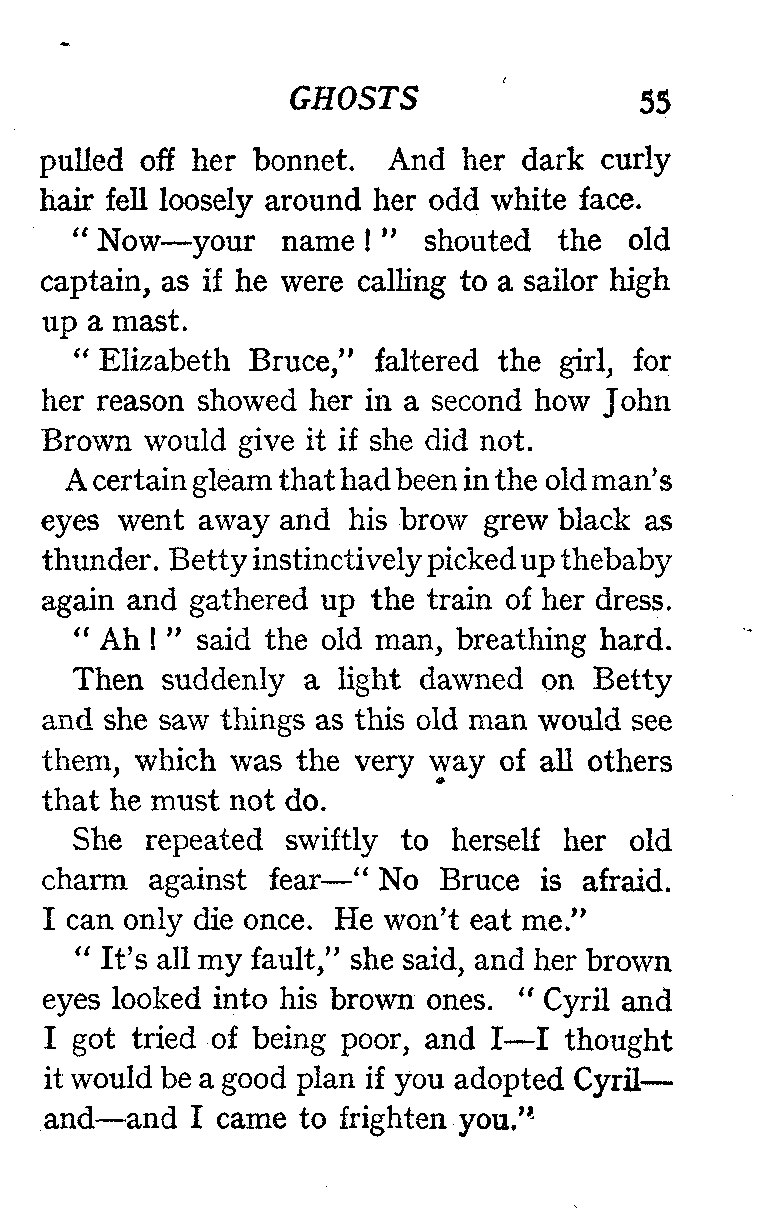 GHOSTS 55
pulled off her bonnet. And her dark curly
hair fell loosely around her odd white face.
" Now—your name ! " shouted the old
captain, as if he were calling to a sailor high
up a mast.
" Elizabeth Bruce," faltered the girl, for
her reason showed her in a second how John
Brown would give it if she did not.
A certain gleam that had been in the old man's
eyes went away and his brow grew black as
thunder. Betty instinctively picked up thebaby
again and gathered up the train of her dress.
" Ah ! " said the old man, breathing hard.
Then suddenly a light dawned on Betty
and she saw things as this old man would see
them, which was the very way of all others
that he must not do.
She repeated swiftly to herself her old
charm against fear—" No Bruce is afraid.
I can only die once. He won't eat me."
" It's all my fault," she said, and her brown
eyes looked into his brown ones. " Cyril and
I got tried of being poor, and I—I thought
it would be a good plan if you adopted Cyril—
and—and I came to frighten you."